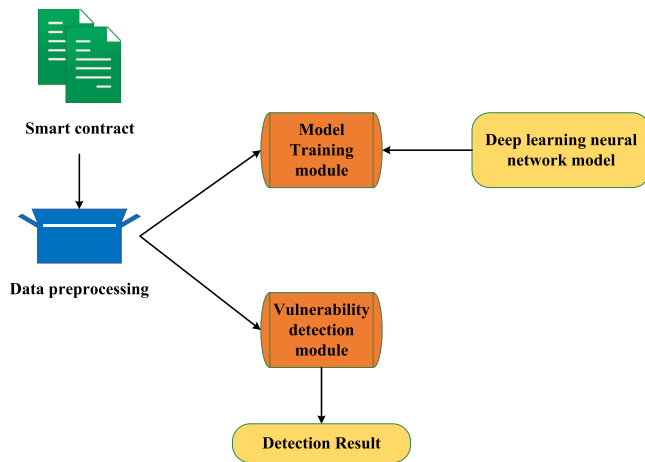 Smart contract
Data preprocessing
Model
Training
module
Deep learning neural
network model
Vulnerability
detection
module
Detection Result